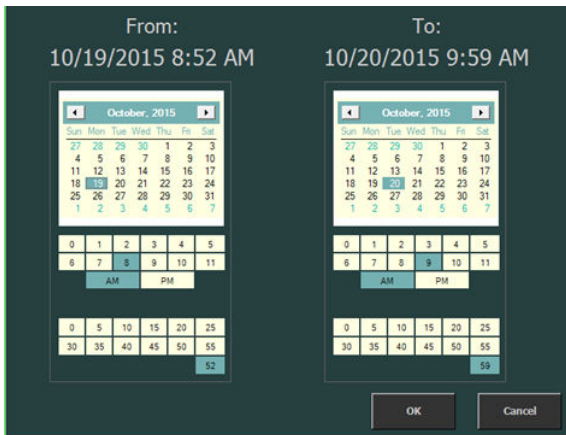 From:
10/19/2015 8:52 AM
October, 2015
Sun Mon Tue Wed Thu Fri Sat
27 28 29 30 1 2 3
4 5 6 7 8 9 10
11 12 13 14 15 16 17
18 19 20 21 22 23 24
25 26 27 28 29 30 31
1 2 3 4 5 6 7
0 1 2 3 4 5
6 7 8 9 10 11
AM PM
0 5 10 15 20 25
30 35 40 45 50 55
52
To:
10/20/2015 9:59 AM
October, 2015
Sun Mon Tue Wed Thu Fri Sat
27 28 29 30 1 2 3
4 5 6 7 8 9 10
11 12 13 14 15 16 17
18 19 20 21 22 23 24
25 26 27 28 29 30 31
1 2 3 4 5 6 7
0 1 2 3 4 5
6 7 8 9 10 11
AM PM
0 5 10 15 20 25
30 35 40 45 50 55
59
OK Cancel